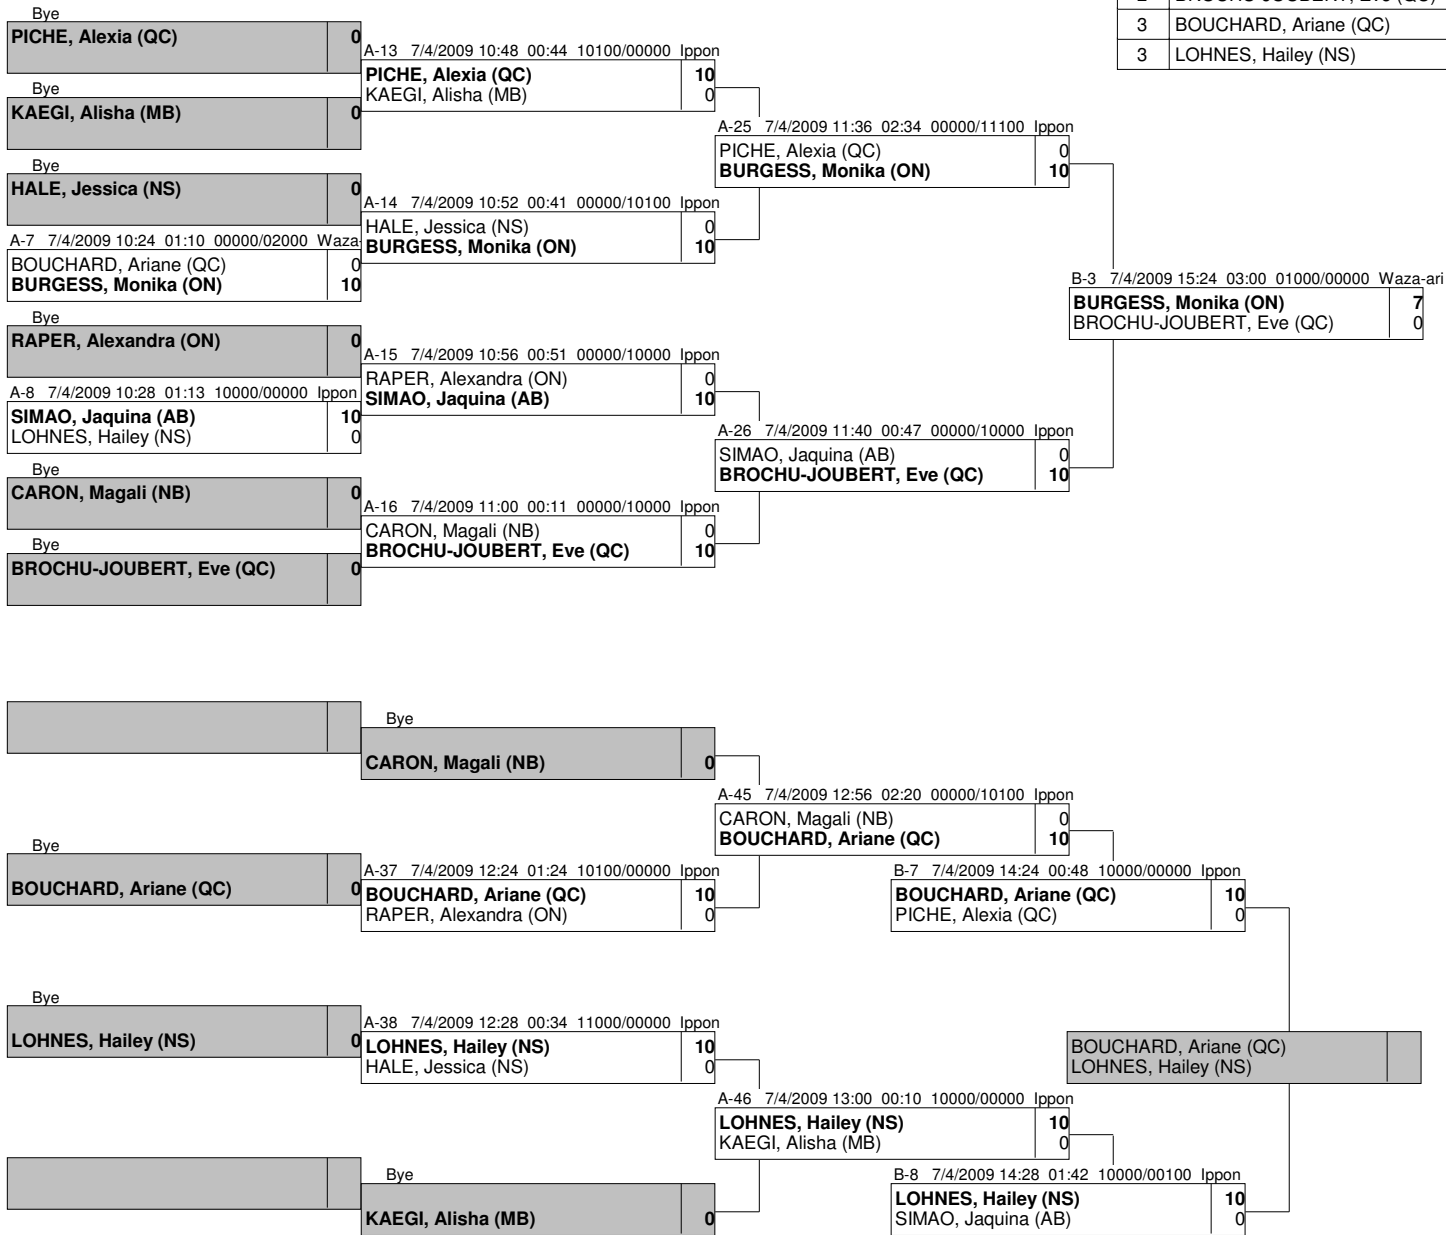 2 BROCHU-JOUBERT, Eve (QC)
3 BOUCHARD, Ariane (QC)
3 LOHNES, Hailey (NS)
Bye
PICHE, Alexia (QC) 0
Bye
KAEGI, Alisha (MB) 0
Bye
HALE, Jessica (NS) 0
A-7 7/4/2009 10:24 01:10 00000/02000 Waza-
BOUCHARD, Ariane (QC) 0
BURGESS, Monika (ON) 10
Bye
RAPER, Alexandra (ON) 0
A-8 7/4/2009 10:28 01:13 10000/00000 Ippon
SIMAO, Jaquina (AB) 10
LOHNES, Hailey (NS) 0
Bye
CARON, Magali (NB) 0
Bye
BROCHU-JOUBERT, Eve (QC) 0
A-13 7/4/2009 10:48 00:44 10100/00000 Ippon
PICHE, Alexia (QC) 10
KAEGI, Alisha (MB) 0
A-14 7/4/2009 10:52 00:41 00000/10100 Ippon
HALE, Jessica (NS) 0
BURGESS, Monika (ON) 10
A-15 7/4/2009 10:56 00:51 00000/10000 Ippon
RAPER, Alexandra (ON) 0
SIMAO, Jaquina (AB) 10
A-16 7/4/2009 11:00 00:11 00000/10000 Ippon
CARON, Magali (NB) 0
BROCHU-JOUBERT, Eve (QC) 10
A-25 7/4/2009 11:36 02:34 00000/11100 Ippon
PICHE, Alexia (QC) 0
BURGESS, Monika (ON) 10
A-26 7/4/2009 11:40 00:47 00000/10000 Ippon
SIMAO, Jaquina (AB) 0
BROCHU-JOUBERT, Eve (QC) 10
B-3 7/4/2009 15:24 03:00 01000/00000 Waza-ari
BURGESS, Monika (ON) 7
BROCHU-JOUBERT, Eve (QC) 0
Bye
CARON, Magali (NB) 0
Bye
BOUCHARD, Ariane (QC) 0
A-37 7/4/2009 12:24 01:24 10100/00000 Ippon
BOUCHARD, Ariane (QC) 10
RAPER, Alexandra (ON) 0
A-45 7/4/2009 12:56 02:20 00000/10100 Ippon
CARON, Magali (NB) 0
BOUCHARD, Ariane (QC) 10
B-7 7/4/2009 14:24 00:48 10000/00000 Ippon
BOUCHARD, Ariane (QC) 10
PICHE, Alexia (QC) 0
Bye
LOHNES, Hailey (NS) 0
A-38 7/4/2009 12:28 00:34 11000/00000 Ippon
LOHNES, Hailey (NS) 10
HALE, Jessica (NS) 0
BOUCHARD, Ariane (QC)
LOHNES, Hailey (NS)
A-46 7/4/2009 13:00 00:10 10000/00000 Ippon
LOHNES, Hailey (NS) 10
KAEGI, Alisha (MB) 0
Bye
KAEGI, Alisha (MB) 0
B-8 7/4/2009 14:28 01:42 10000/00100 Ippon
LOHNES, Hailey (NS) 10
SIMAO, Jaquina (AB) 0